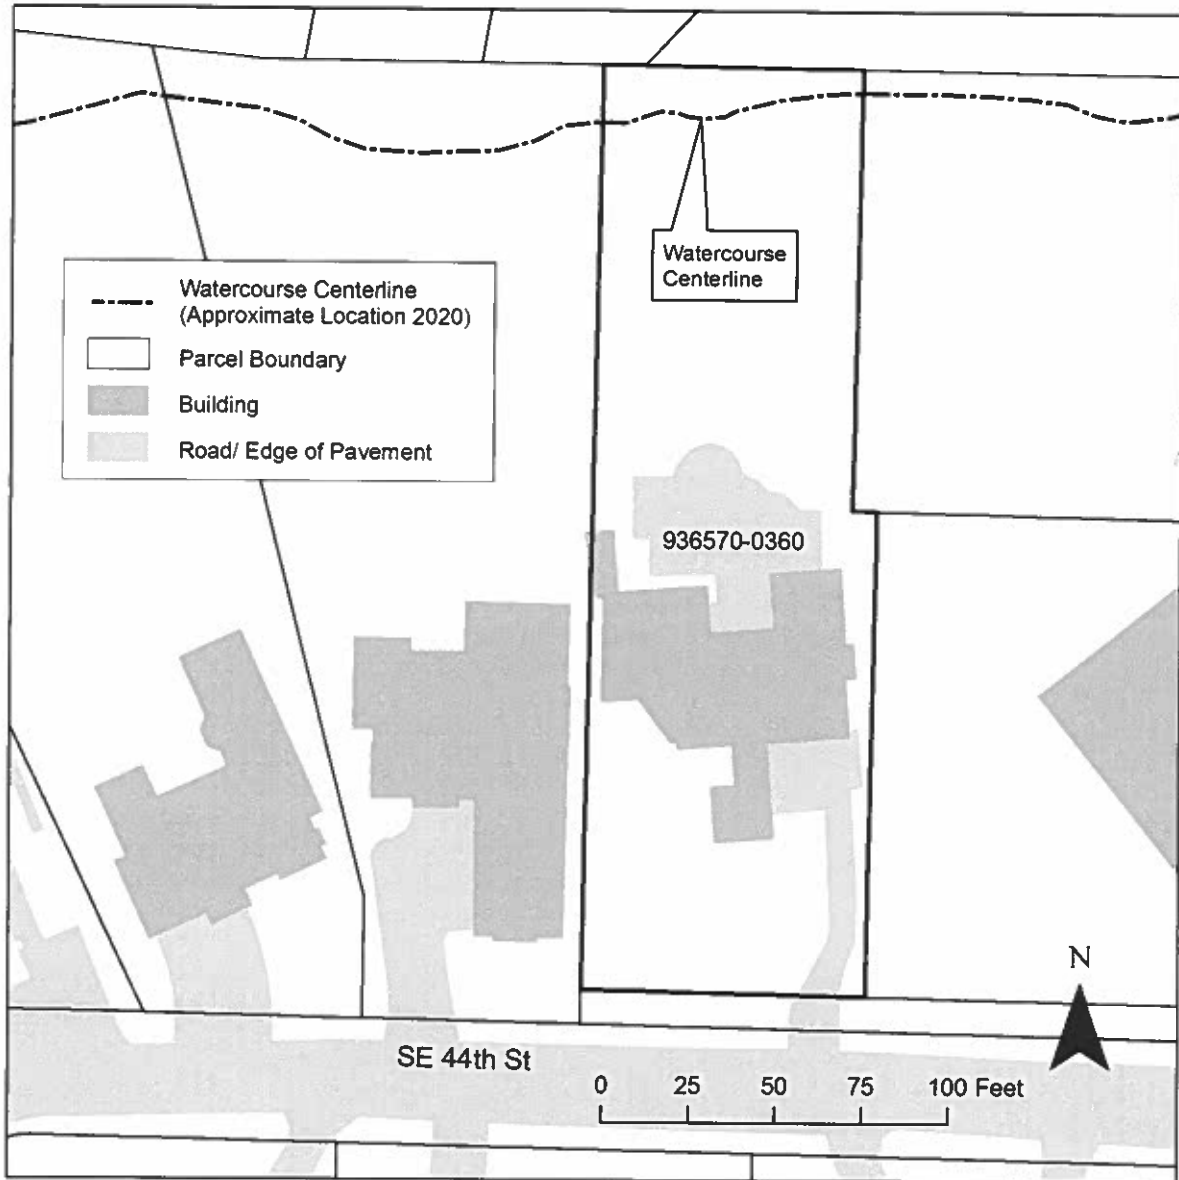 Watercourse
Centerline
Watercourse Centerline
(Approximate Location 2020)
Parcel Boundary
Building
Road/ Edge of Pavement
936570-0360
N
SE 44th St
0 25 50 75 100 Feet